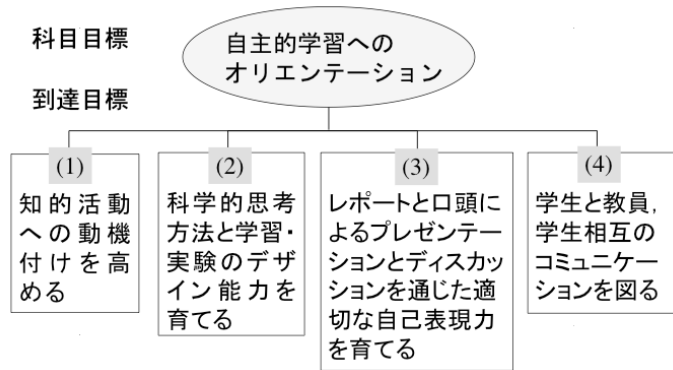 科目目標
自主的学習への
オリエンテーション
到達目標
(1)
知的活動
への動機
付けを高
める
(2)
科学的思考
方法と学習・
実験のデザ
イン能力を
育てる
(3)
レポートと口頭に
よるプレゼンテー
ションとディスカッ
ションを通じた適
切な自己表現力
を育てる
(4)
学生と教員,
学生相互の
コミュニケー
ションを図る